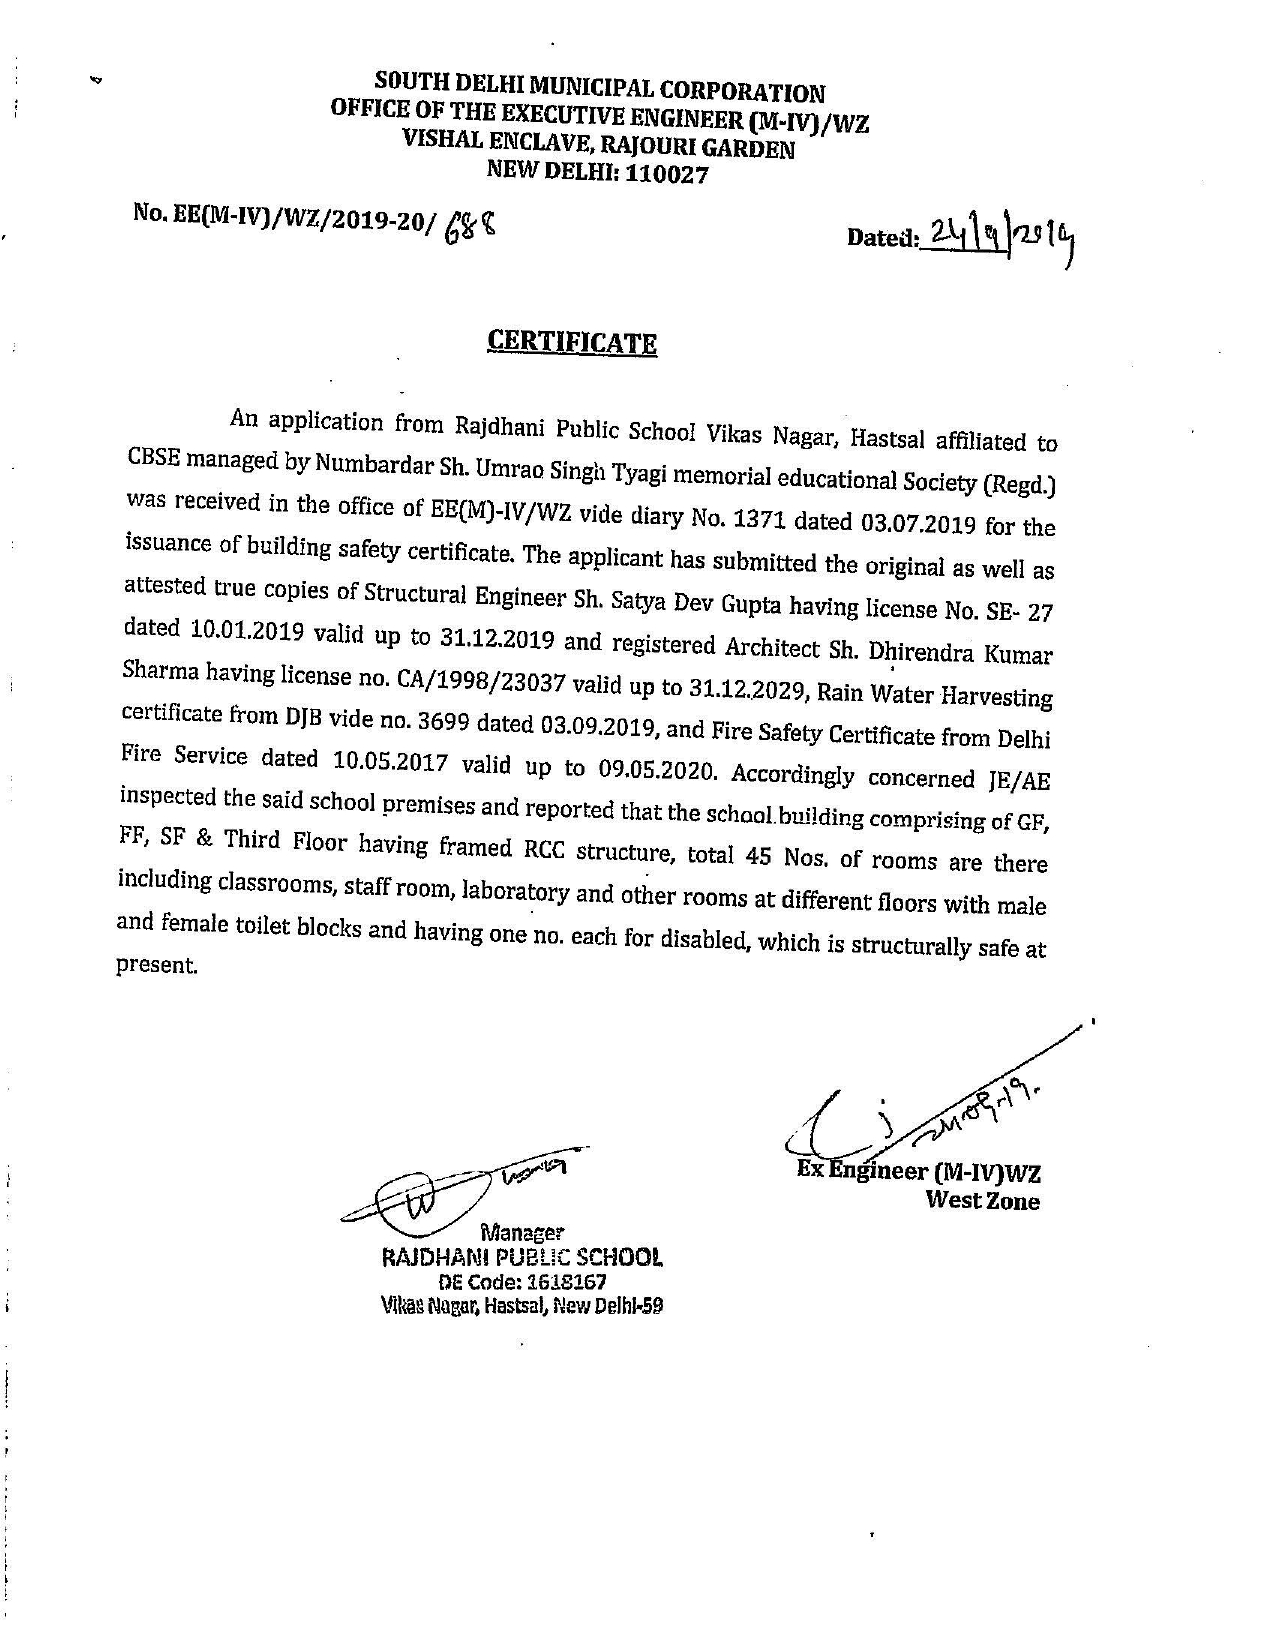 SOUTH DELHI MUNICIPAL CORPORATION
OFFICE OF THE EXECUTIVE ENGINEER (M-IV)/WZ
VISHAL ENCLAVE, RAJOURI GARDEN
NEW DELHI: 110027
No. EE(M-IV)/WZ/2019-20/ 688
Dated: 24/9/2019
CERTIFICATE
An application from Rajdhani Public School Vikas Nagar, Hastsal affiliated to
CBSE managed by Numbardar Sh. Umrao Singh Tyagi memorial educational Society (Regd.)
was received in the office of EE(M)-IV/WZ vide diary No. 1371 dated 03.07.2019 for the
issuance of building safety certificate. The applicant has submitted the original as well as
attested true copies of Structural Engineer Sh. Satya Dev Gupta having license No. SE- 27
dated 10.01.2019 valid up to 31.12.2019 and registered Architect Sh. Dhirendra Kumar
Sharma having license no. CA/1998/23037 valid up to 31.12.2029, Rain Water Harvesting
certificate from DJB vide no. 3699 dated 03.09.2019, and Fire Safety Certificate from Delhi
Fire Service dated 10.05.2017 valid up to 09.05.2020. Accordingly concerned JE/AE
inspected the said school premises and reported that the school building comprising of GF,
FF, SF & Third Floor having framed RCC structure, total 45 Nos. of rooms are there
including classrooms, staff room, laboratory and other rooms at different floors with male
and female toilet blocks and having one no. each for disabled, which is structurally safe at
present.
Ex Engineer (M-IV)WZ
West Zone
Manager
RAJDHANI PUBLIC SCHOOL
DE Code: 1618167
Vikas Nagar, Hastsal, New Delhi-59